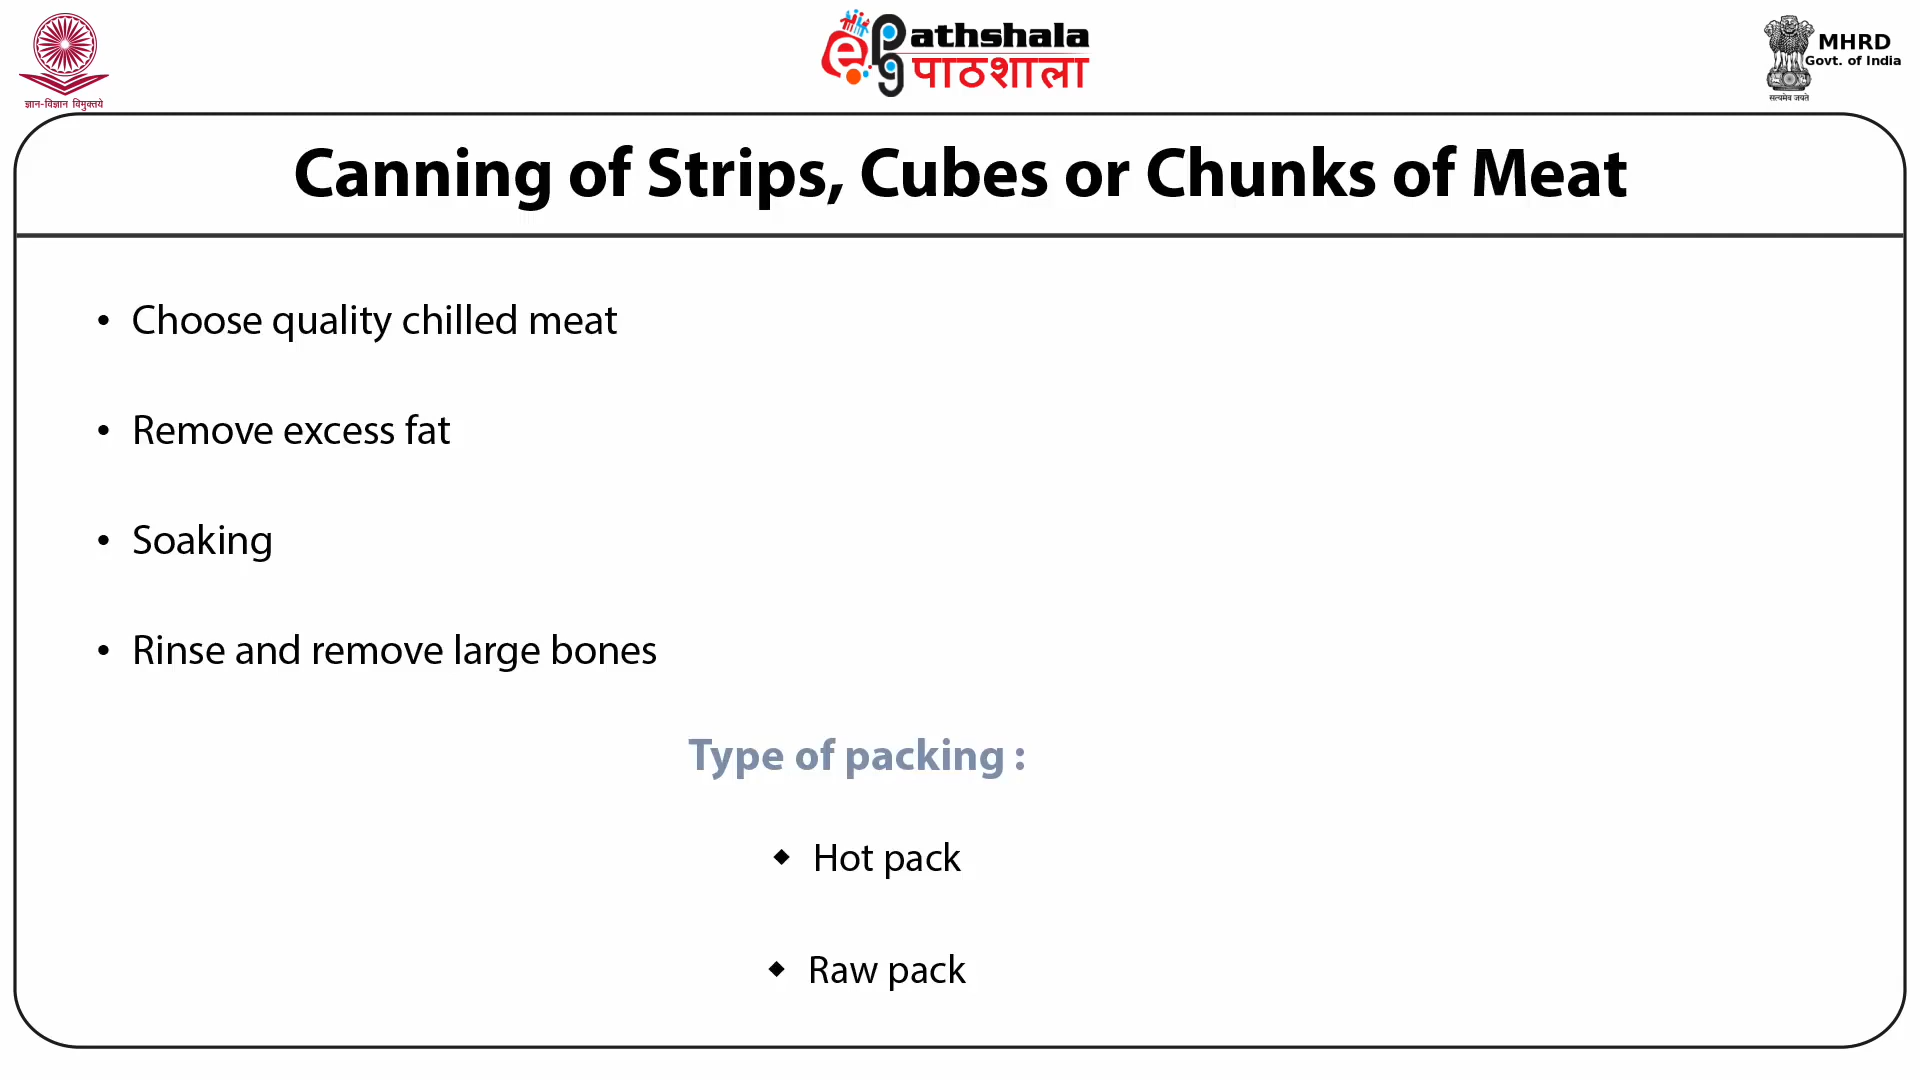 ज्ञान-विज्ञान विमुक्तये
ePG athshala
पाठशाला
MHRD
Govt. of India
सत्यमेव जयते
Canning of Strips, Cubes or Chunks of Meat
• Choose quality chilled meat
• Remove excess fat
• Soaking
• Rinse and remove large bones
Type of packing :
◆ Hot pack
◆ Raw pack